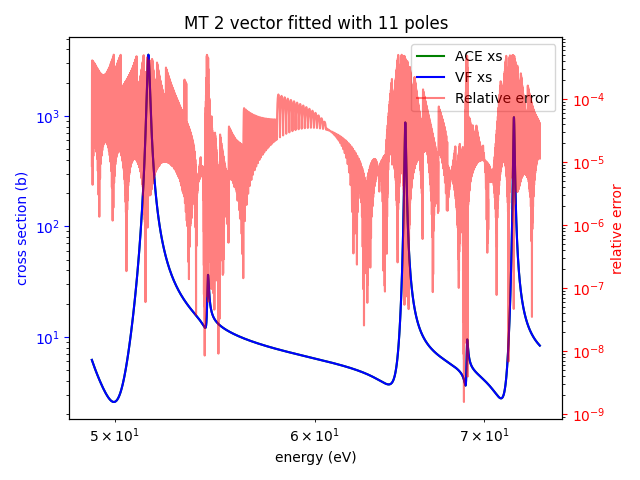 MT 2 vector fitted with 11 poles
ACE xs
VF xs
Relative error
cross section (b)
10³
10²
10¹
relative error
10⁻⁴
10⁻⁵
10⁻⁶
10⁻⁷
10⁻⁸
10⁻⁹
5 × 10¹
6 × 10¹
7 × 10¹
energy (eV)